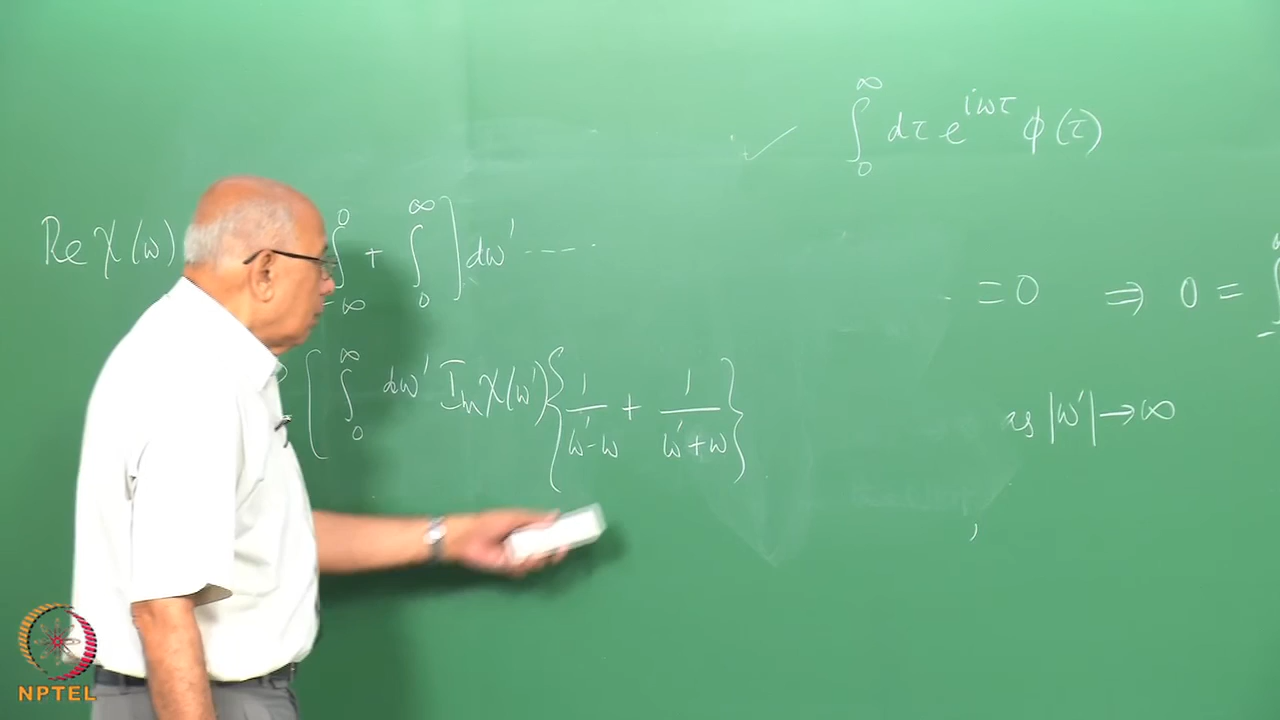 ∫₀^∞ dτ e^{iωτ} φ(τ)
Re χ(ω) ∫_{-∞}^0 + ∫₀^∞ ] dω' ----
= 0 ⇒ 0 =
[ ∫₀^∞ dω' Im χ(ω') { 1/(ω'-ω) + 1/(ω'+ω) }
as |ω'| → ∞
NPTEL